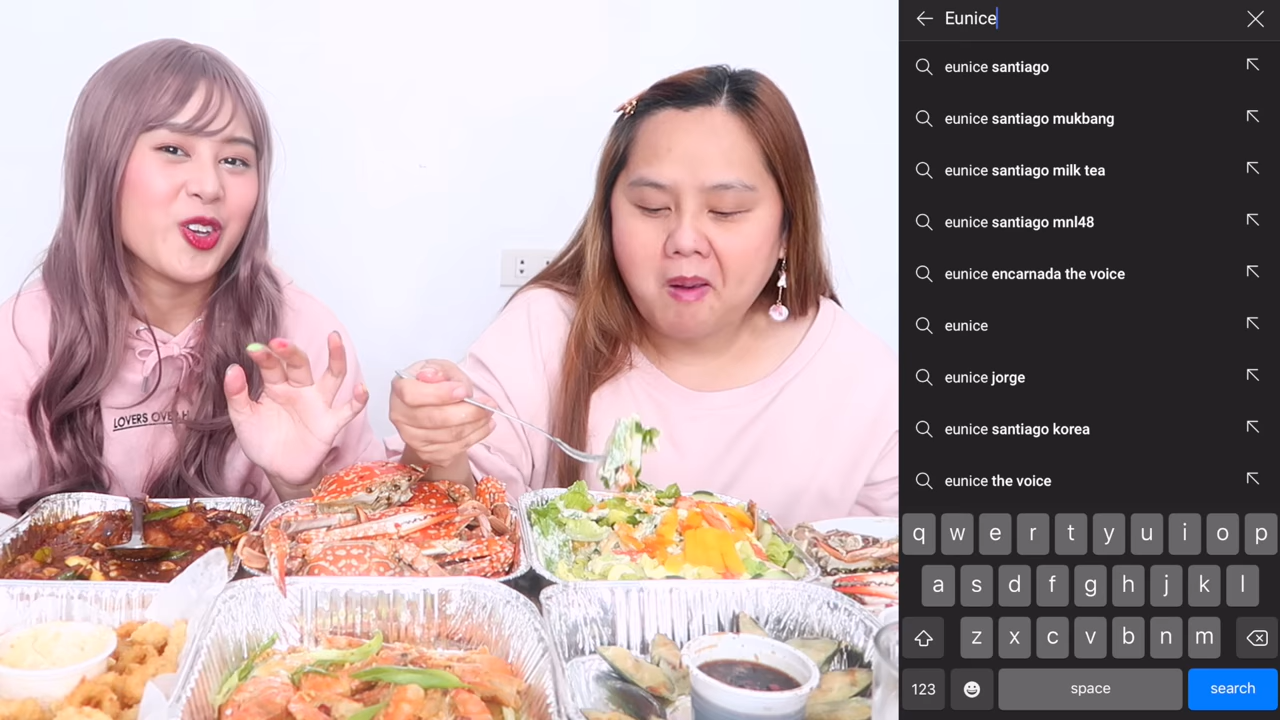 LOVERS OVER H
Eunice
eunice santiago
eunice santiago mukbang
eunice santiago milk tea
eunice santiago mnl48
eunice encarnada the voice
eunice
eunice jorge
eunice santiago korea
eunice the voice
q w e r t y u i o p
a s d f g h j k l
z x c v b n m
123 space search